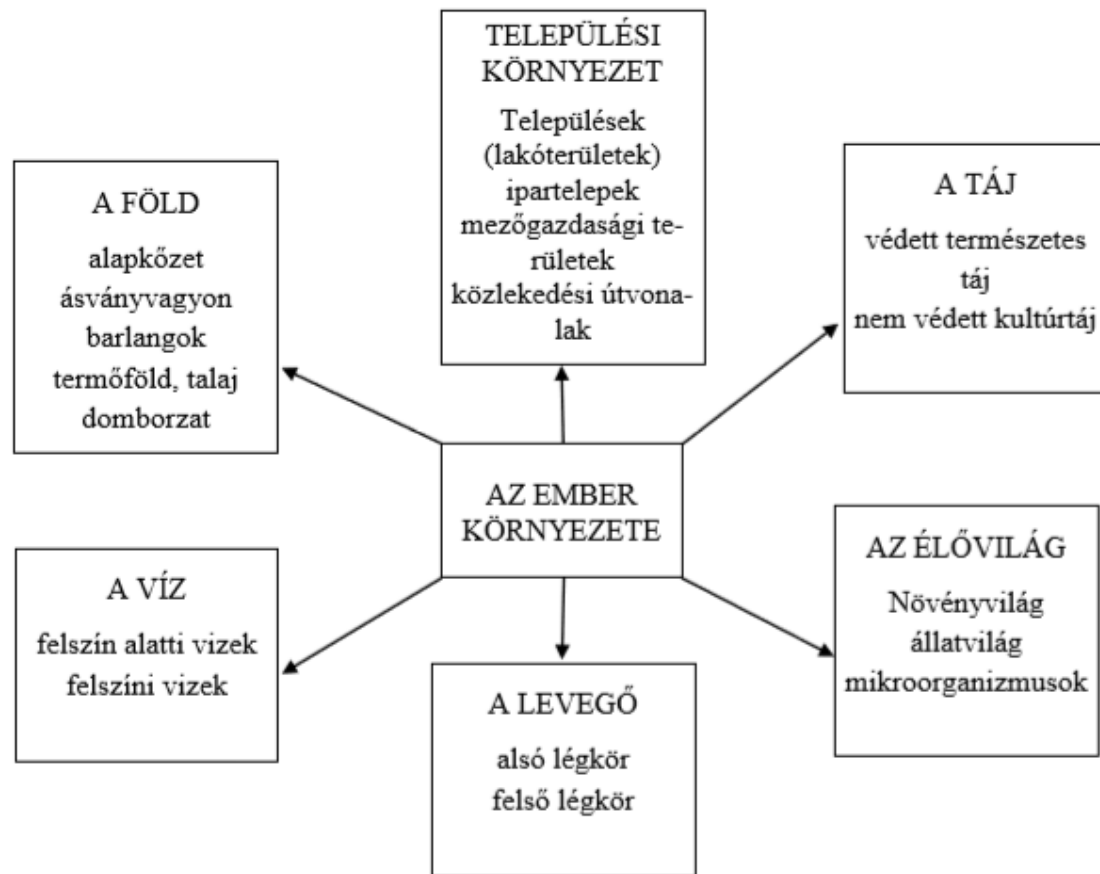 TELEPÜLÉSI
KÖRNYEZET
Települések
(lakóterületek)
ipartelepek
mezőgazdasági te-
rületek
közlekedési útvona-
lak
A FÖLD
alapkőzet
ásványvagyon
barlangok
termőföld, talaj
domborzat
A TÁJ
védett természetes
táj
nem védett kultúrtáj
AZ EMBER
KÖRNYEZETE
A VÍZ
felszín alatti vizek
felszíni vizek
A LEVEGŐ
alsó légkör
felső légkör
AZ ÉLŐVILÁG
Növényvilág
állatvilág
mikroorganizmusok